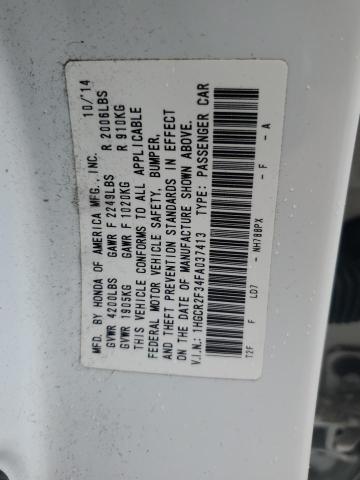 MFD. BY HONDA OF AMERICA MFG., INC. 10/'14
GVWR 4200LBS GAWR F 2249LBS R 2006LBS
GVWR 1905KG GAWR F 1020KG R 910KG
THIS VEHICLE CONFORMS TO ALL APPLICABLE
FEDERAL MOTOR VEHICLE SAFETY, BUMPER,
AND THEFT PREVENTION STANDARDS IN EFFECT
ON THE DATE OF MANUFACTURE SHOWN ABOVE.
V.I.N.: 1HGCR2F34FA037413 TYPE: PASSENGER CAR
T2F F LD7 - NH788PX - F - A